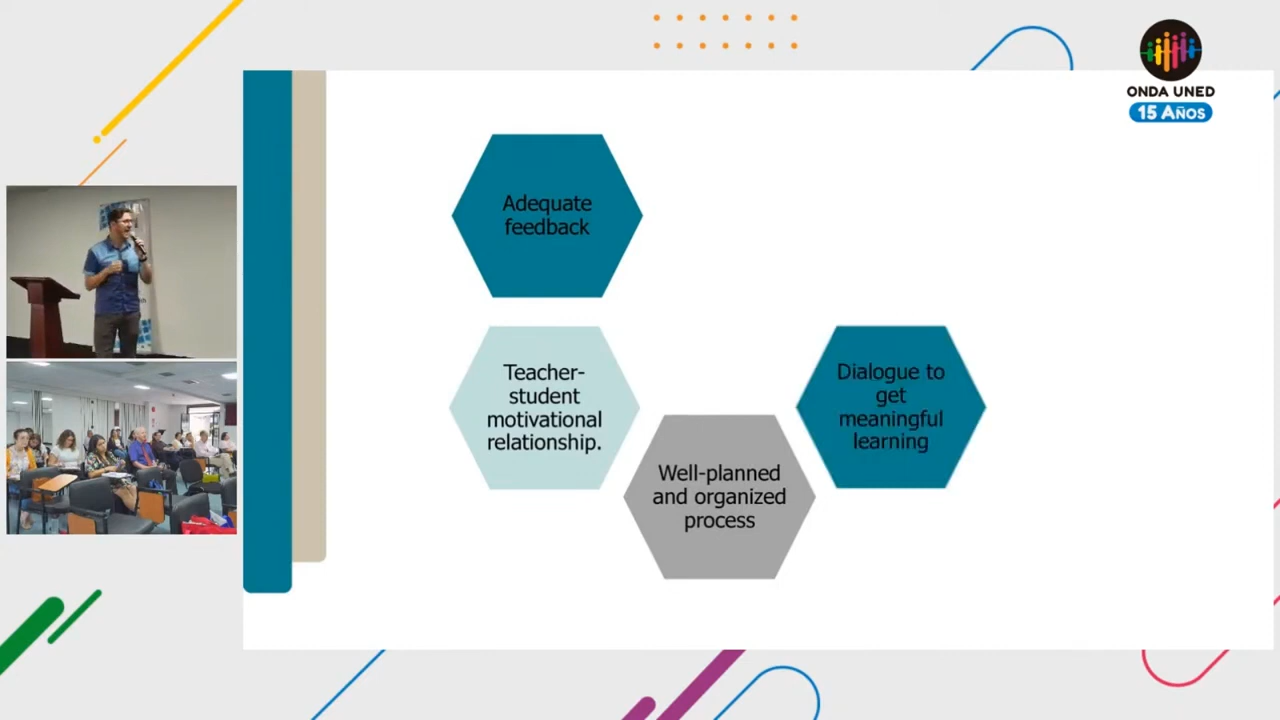 ONDA UNED
15 AÑOS
Adequate
feedback
Teacher-
student
motivational
relationship.
Well-planned
and organized
process
Dialogue to
get
meaningful
learning